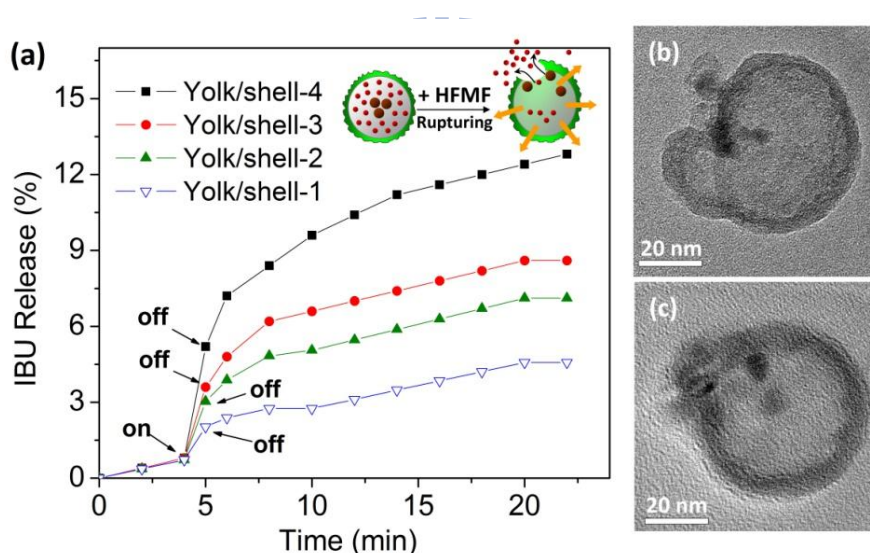 (a)
Yolk/shell-4
Yolk/shell-3
Yolk/shell-2
Yolk/shell-1
+ HFMF
Rupturing
off
off
off
on
off
IBU Release (%)
15
12
9
6
3
0
0
5
10
15
20
Time (min)
(b)
20 nm
(c)
20 nm